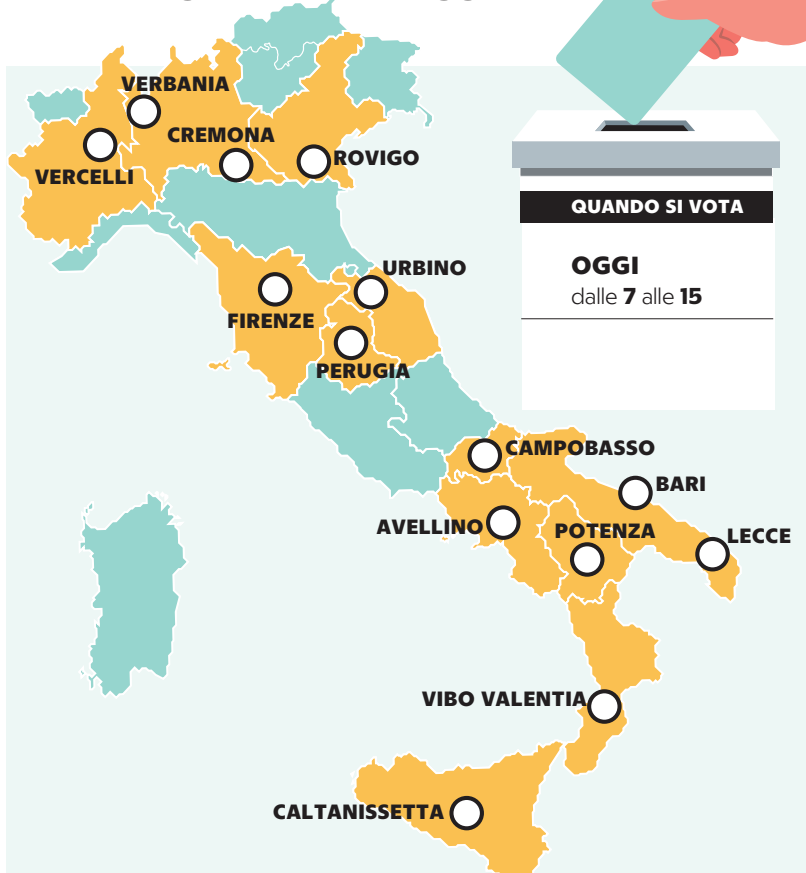 VERBANIA
CREMONA
VERCELLI
ROVIGO
QUANDO SI VOTA
OGGI
dalle 7 alle 15
URBINO
FIRENZE
PERUGIA
CAMPOBASSO
BARI
AVELLINO
POTENZA
LECCE
VIBO VALENTIA
CALTANISSETTA